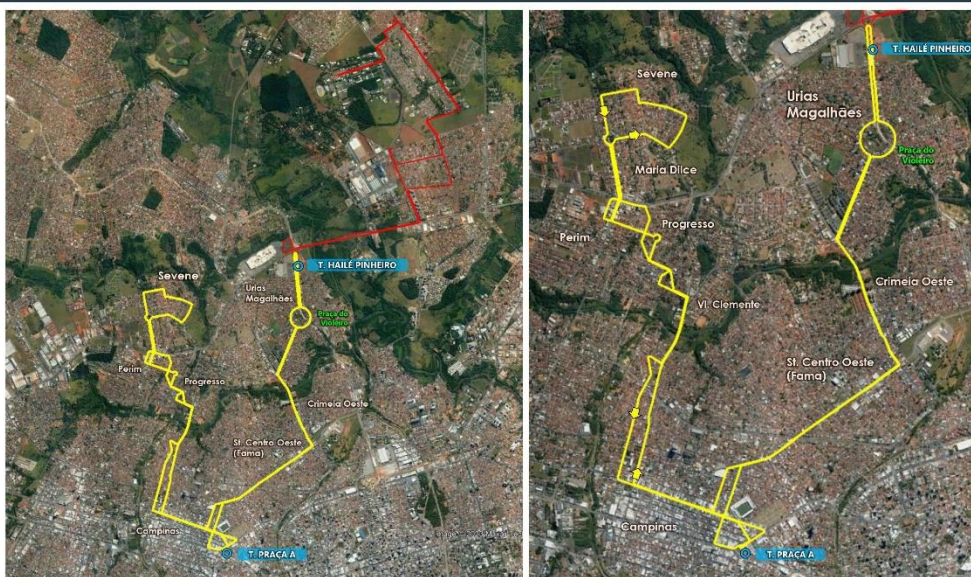 Sevene
T. HAILÉ PINHEIRO
Urias
Magalhães
Praça do
Violeiro
Perim
Progresso
Crimeia Oeste
St. Centro Oeste
(Fama)
Campinas
T. PRAÇA A
T. HAILÉ PINHEIRO
Sevene
Urias
Magalhães
Praça do
Violeiro
Maria Dilce
Progresso
Perim
Crimeia Oeste
Vl. Clemente
St. Centro Oeste
(Fama)
Campinas
T. PRAÇA A